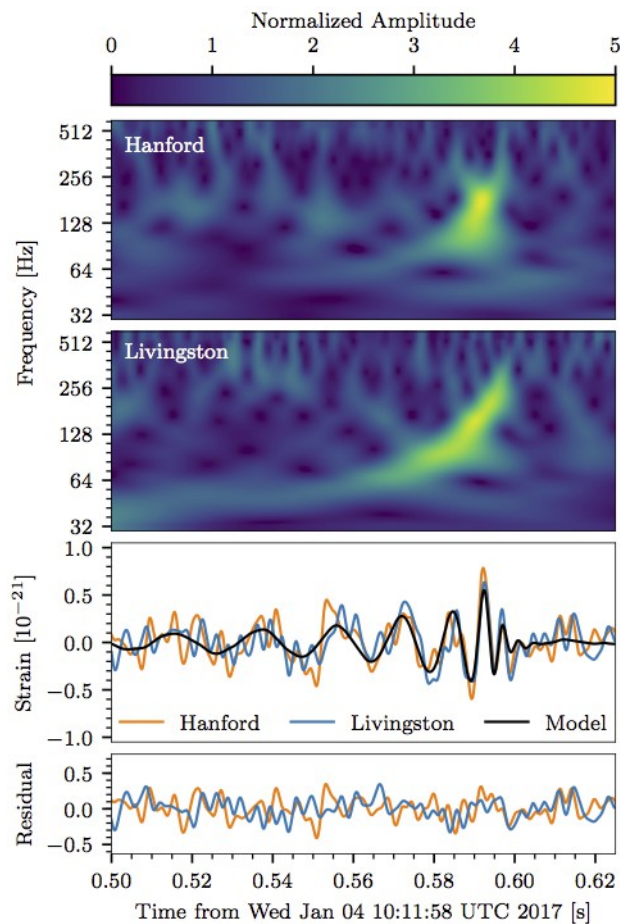 Normalized Amplitude
0 1 2 3 4 5
Hanford
512
256
128
64
32
Frequency [Hz]
Livingston
512
256
128
64
32
1.0
0.5
0.0
−0.5
−1.0
Strain [10⁻²¹]
Hanford Livingston Model
0.5
0.0
−0.5
Residual
0.50 0.52 0.54 0.56 0.58 0.60 0.62
Time from Wed Jan 04 10:11:58 UTC 2017 [s]